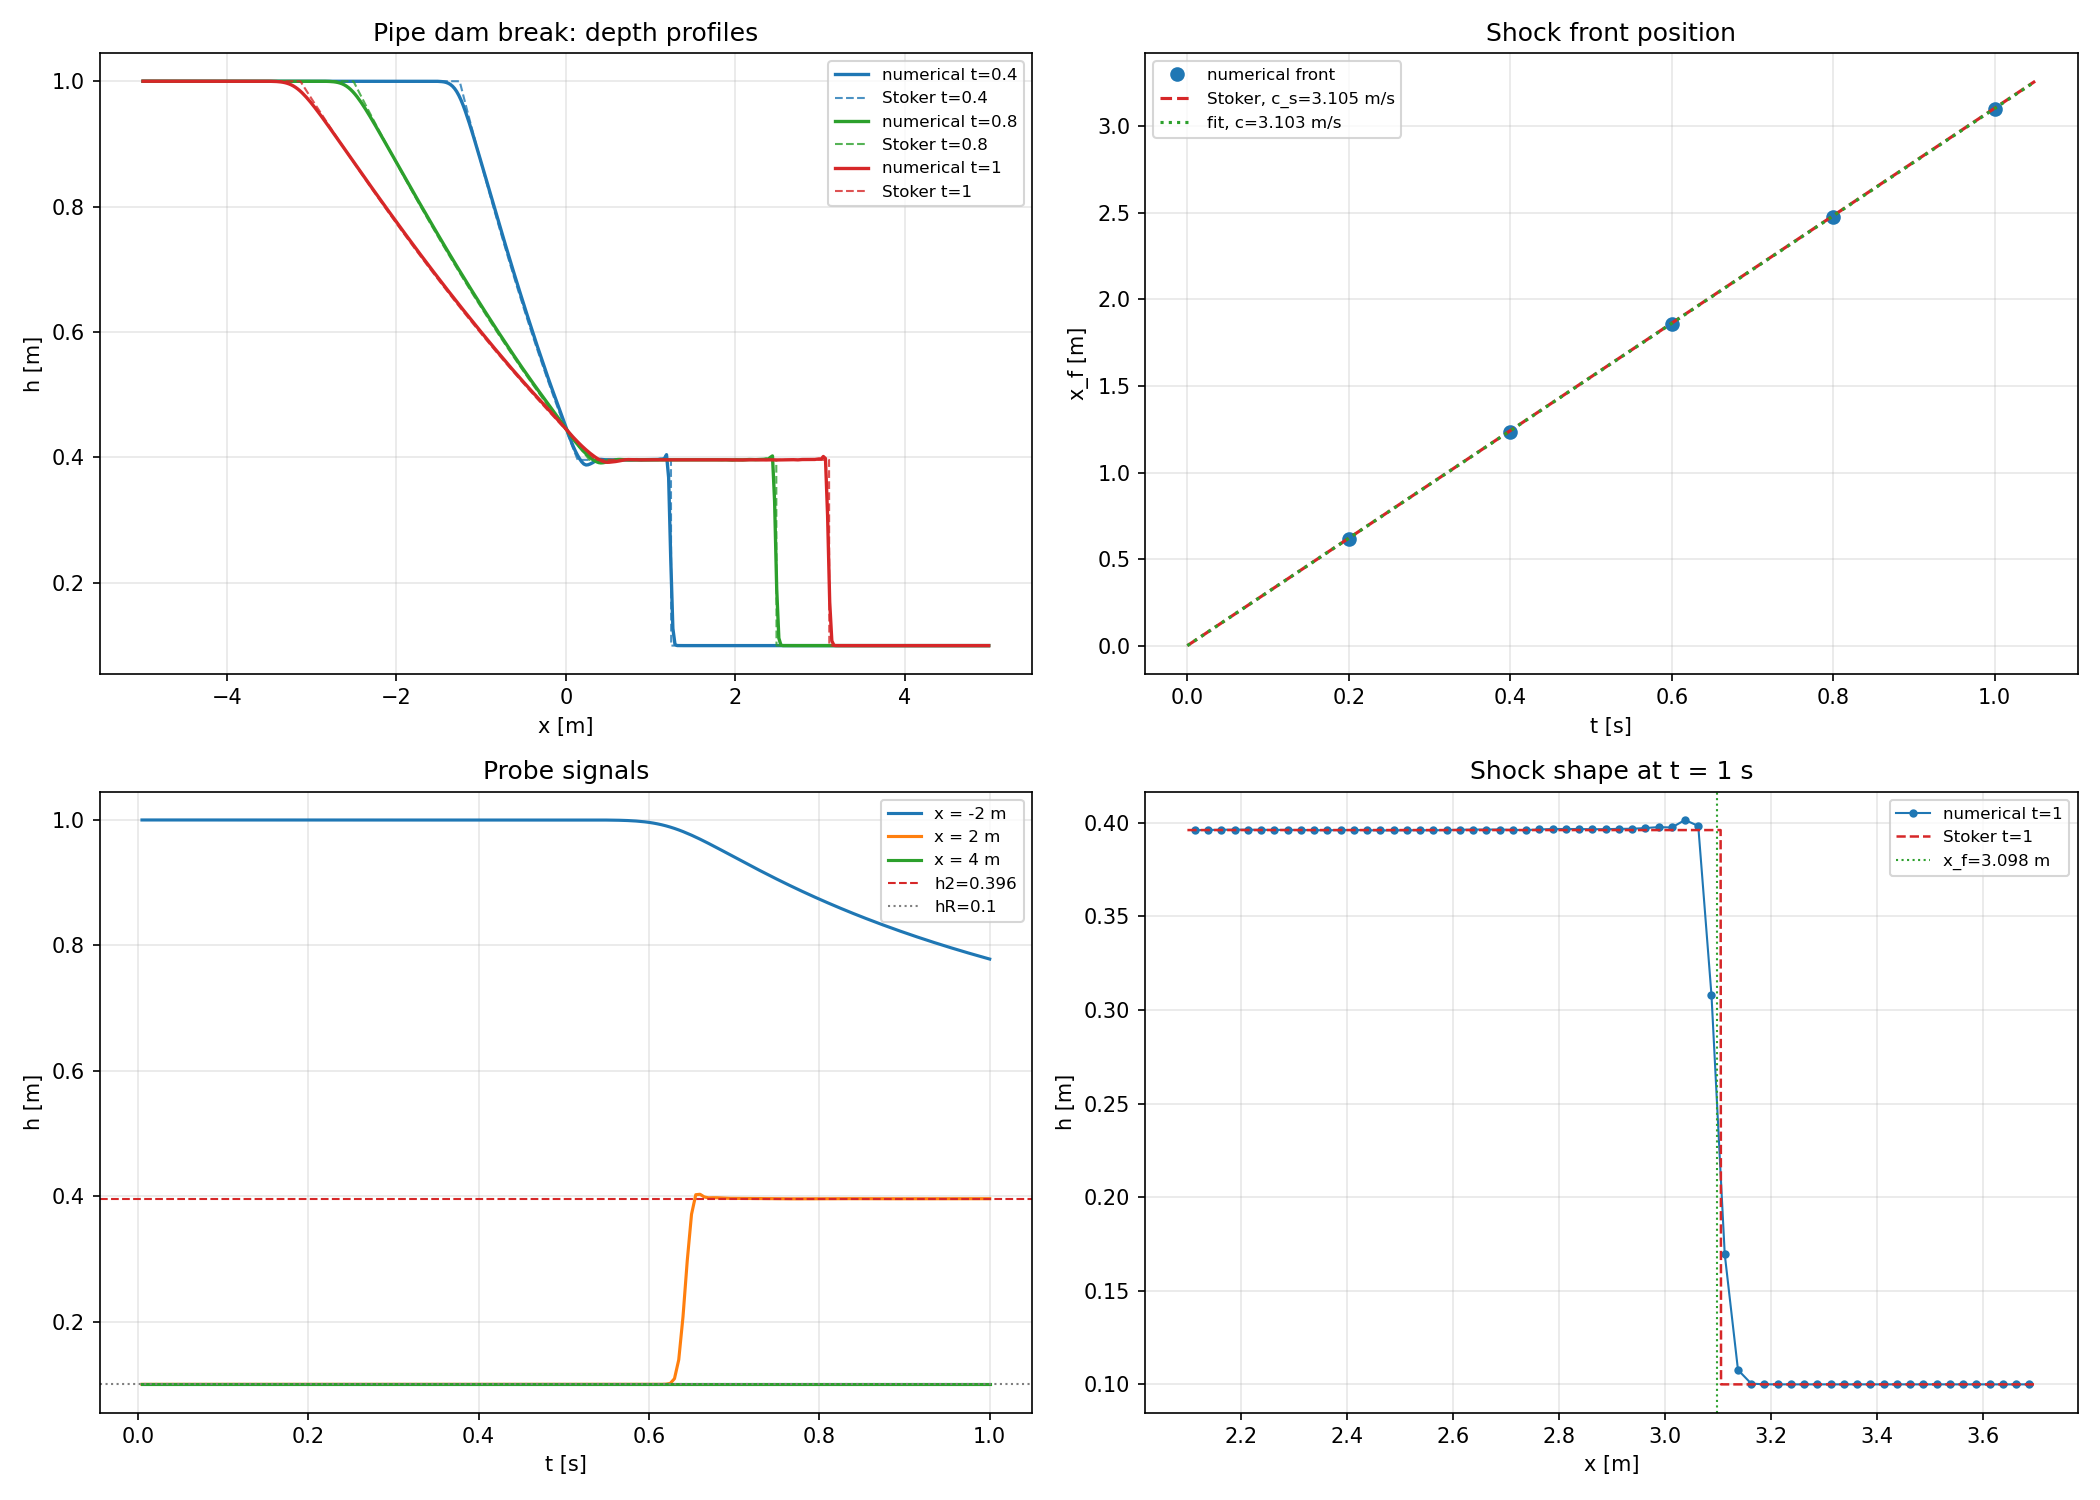 Pipe dam break: depth profiles
h [m]
1.0
0.8
0.6
0.4
0.2
−4
−2
0
2
4
x [m]
numerical t=0.4
Stoker t=0.4
numerical t=0.8
Stoker t=0.8
numerical t=1
Stoker t=1
Shock front position
x_f [m]
3.0
2.5
2.0
1.5
1.0
0.5
0.0
0.0
0.2
0.4
0.6
0.8
1.0
t [s]
numerical front
Stoker, c_s=3.105 m/s
fit, c=3.103 m/s
Probe signals
h [m]
1.0
0.8
0.6
0.4
0.2
0.0
0.2
0.4
0.6
0.8
1.0
t [s]
x = -2 m
x = 2 m
x = 4 m
h2=0.396
hR=0.1
Shock shape at t = 1 s
h [m]
0.40
0.35
0.30
0.25
0.20
0.15
0.10
2.2
2.4
2.6
2.8
3.0
3.2
3.4
3.6
x [m]
numerical t=1
Stoker t=1
x_f=3.098 m